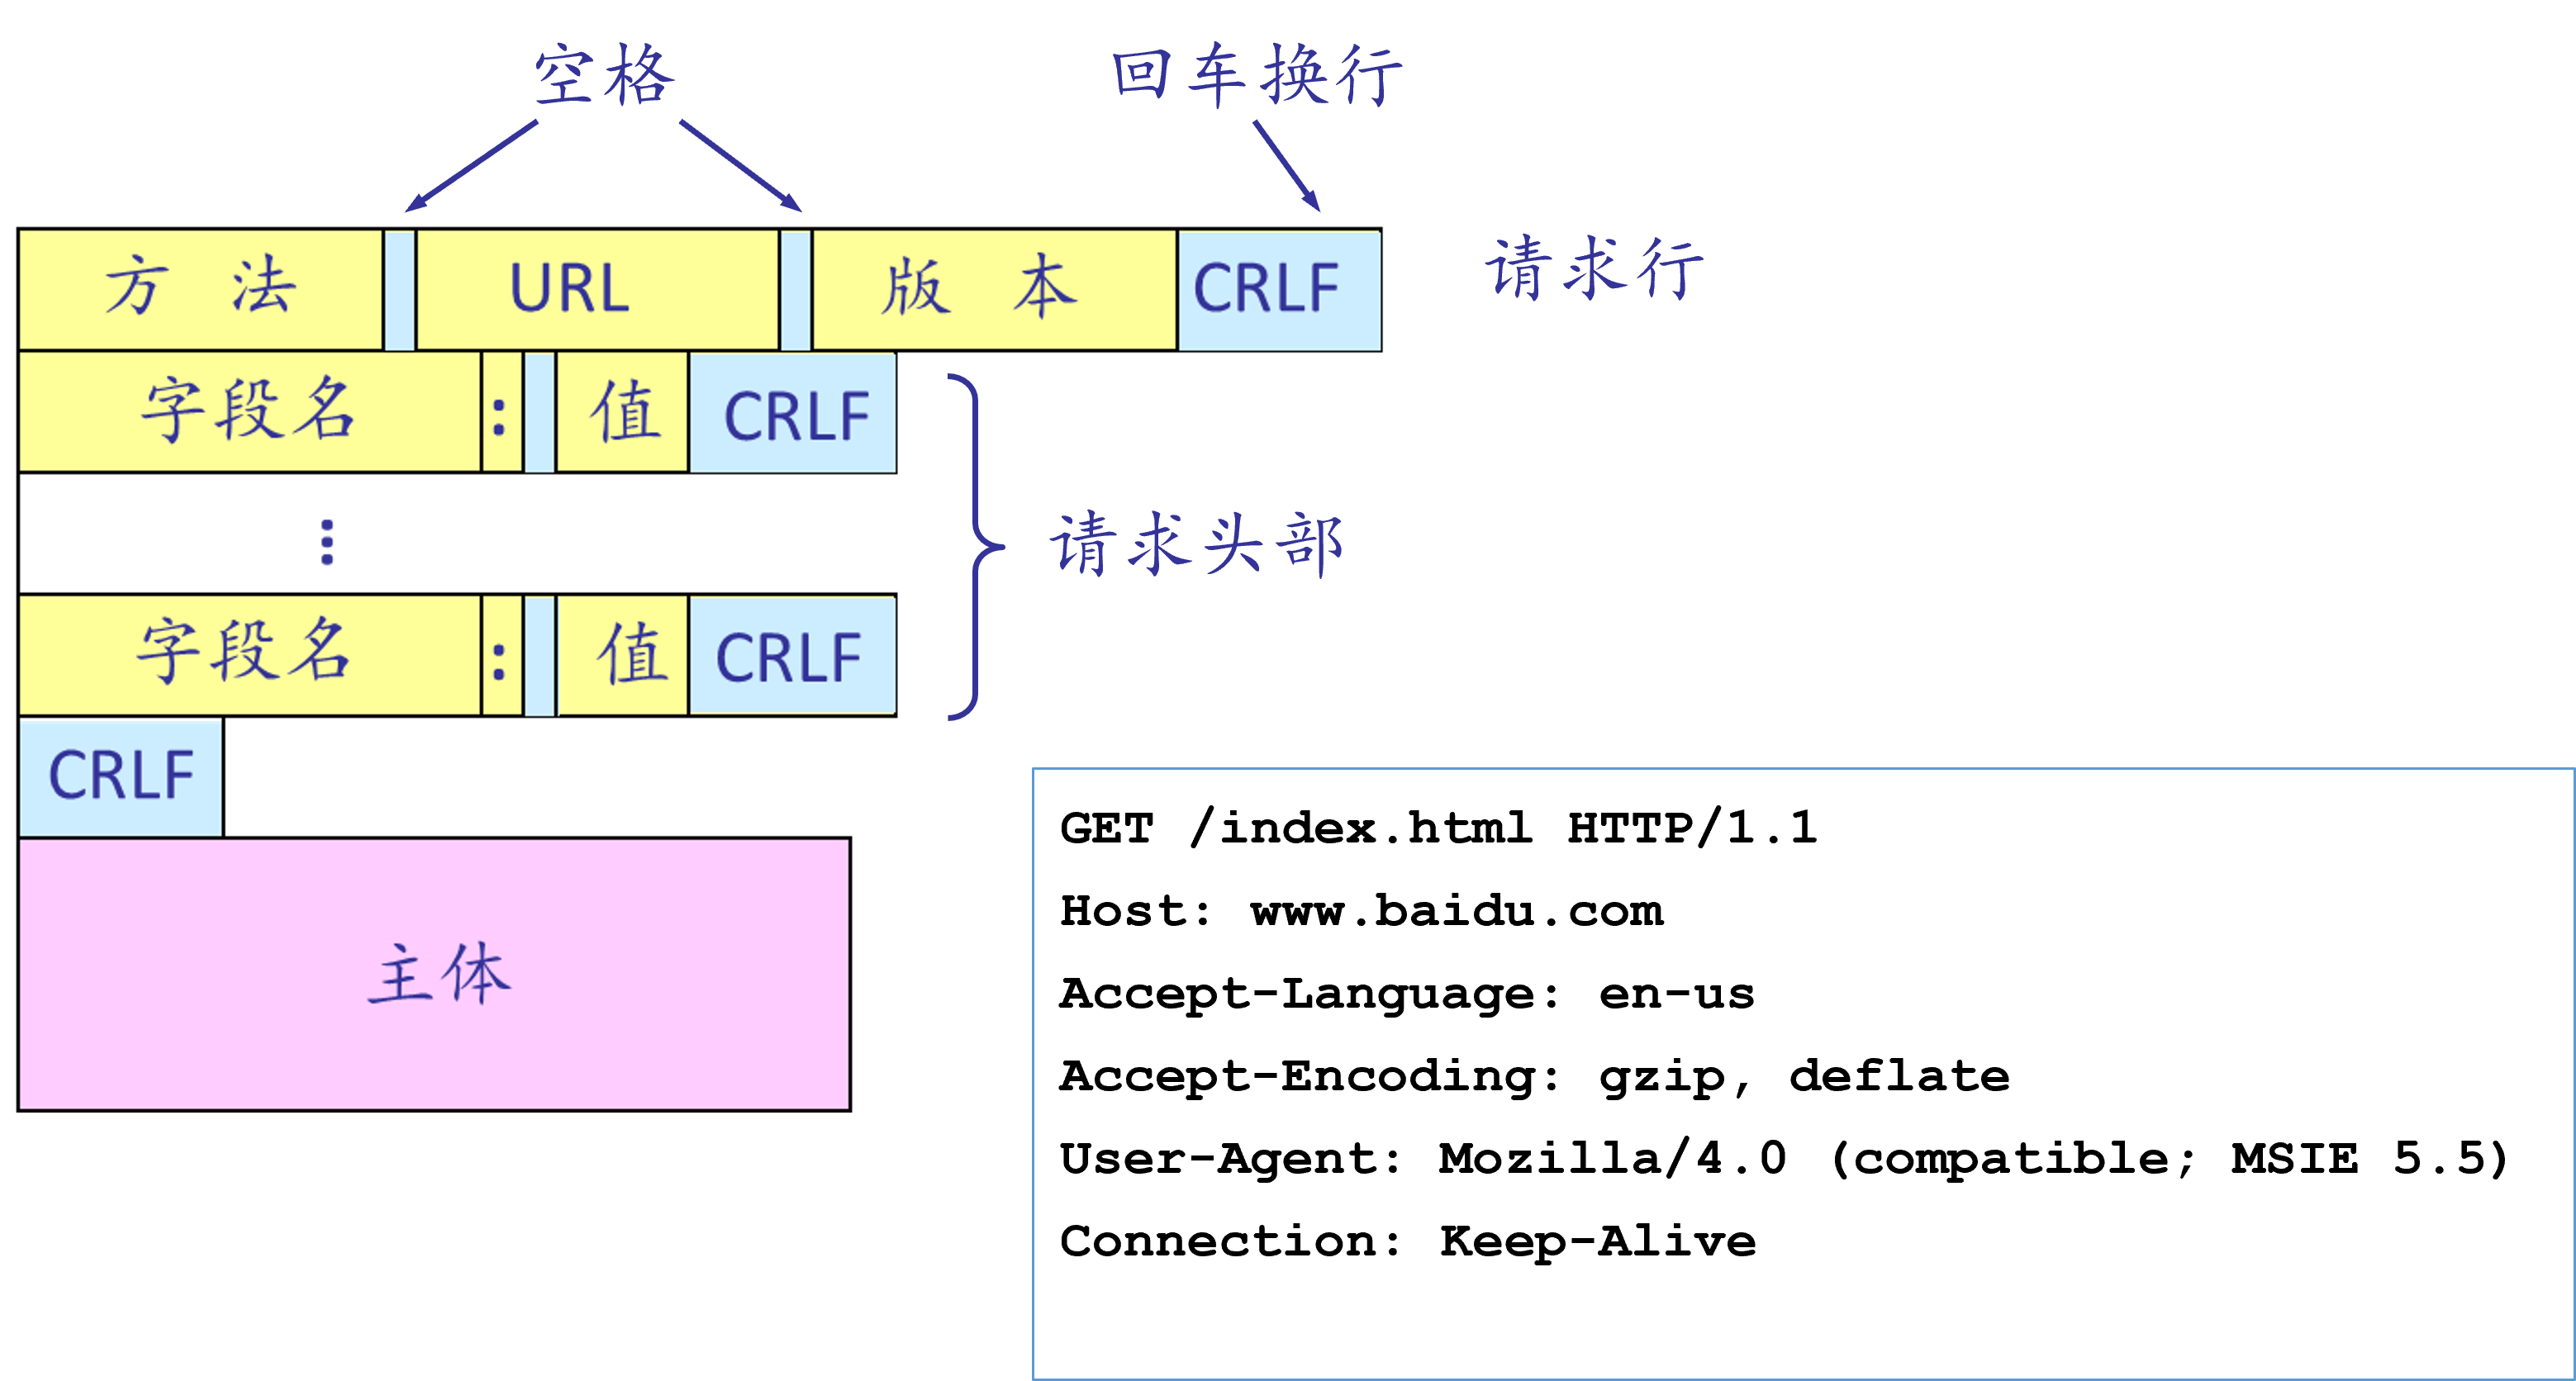 空格 回车换行
方 法 URL 版 本 CRLF 请求行
字段名 : 值 CRLF
⋮
请求头部
字段名 : 值 CRLF
CRLF
主体
GET /index.html HTTP/1.1
Host: www.baidu.com
Accept-Language: en-us
Accept-Encoding: gzip, deflate
User-Agent: Mozilla/4.0 (compatible; MSIE 5.5)
Connection: Keep-Alive